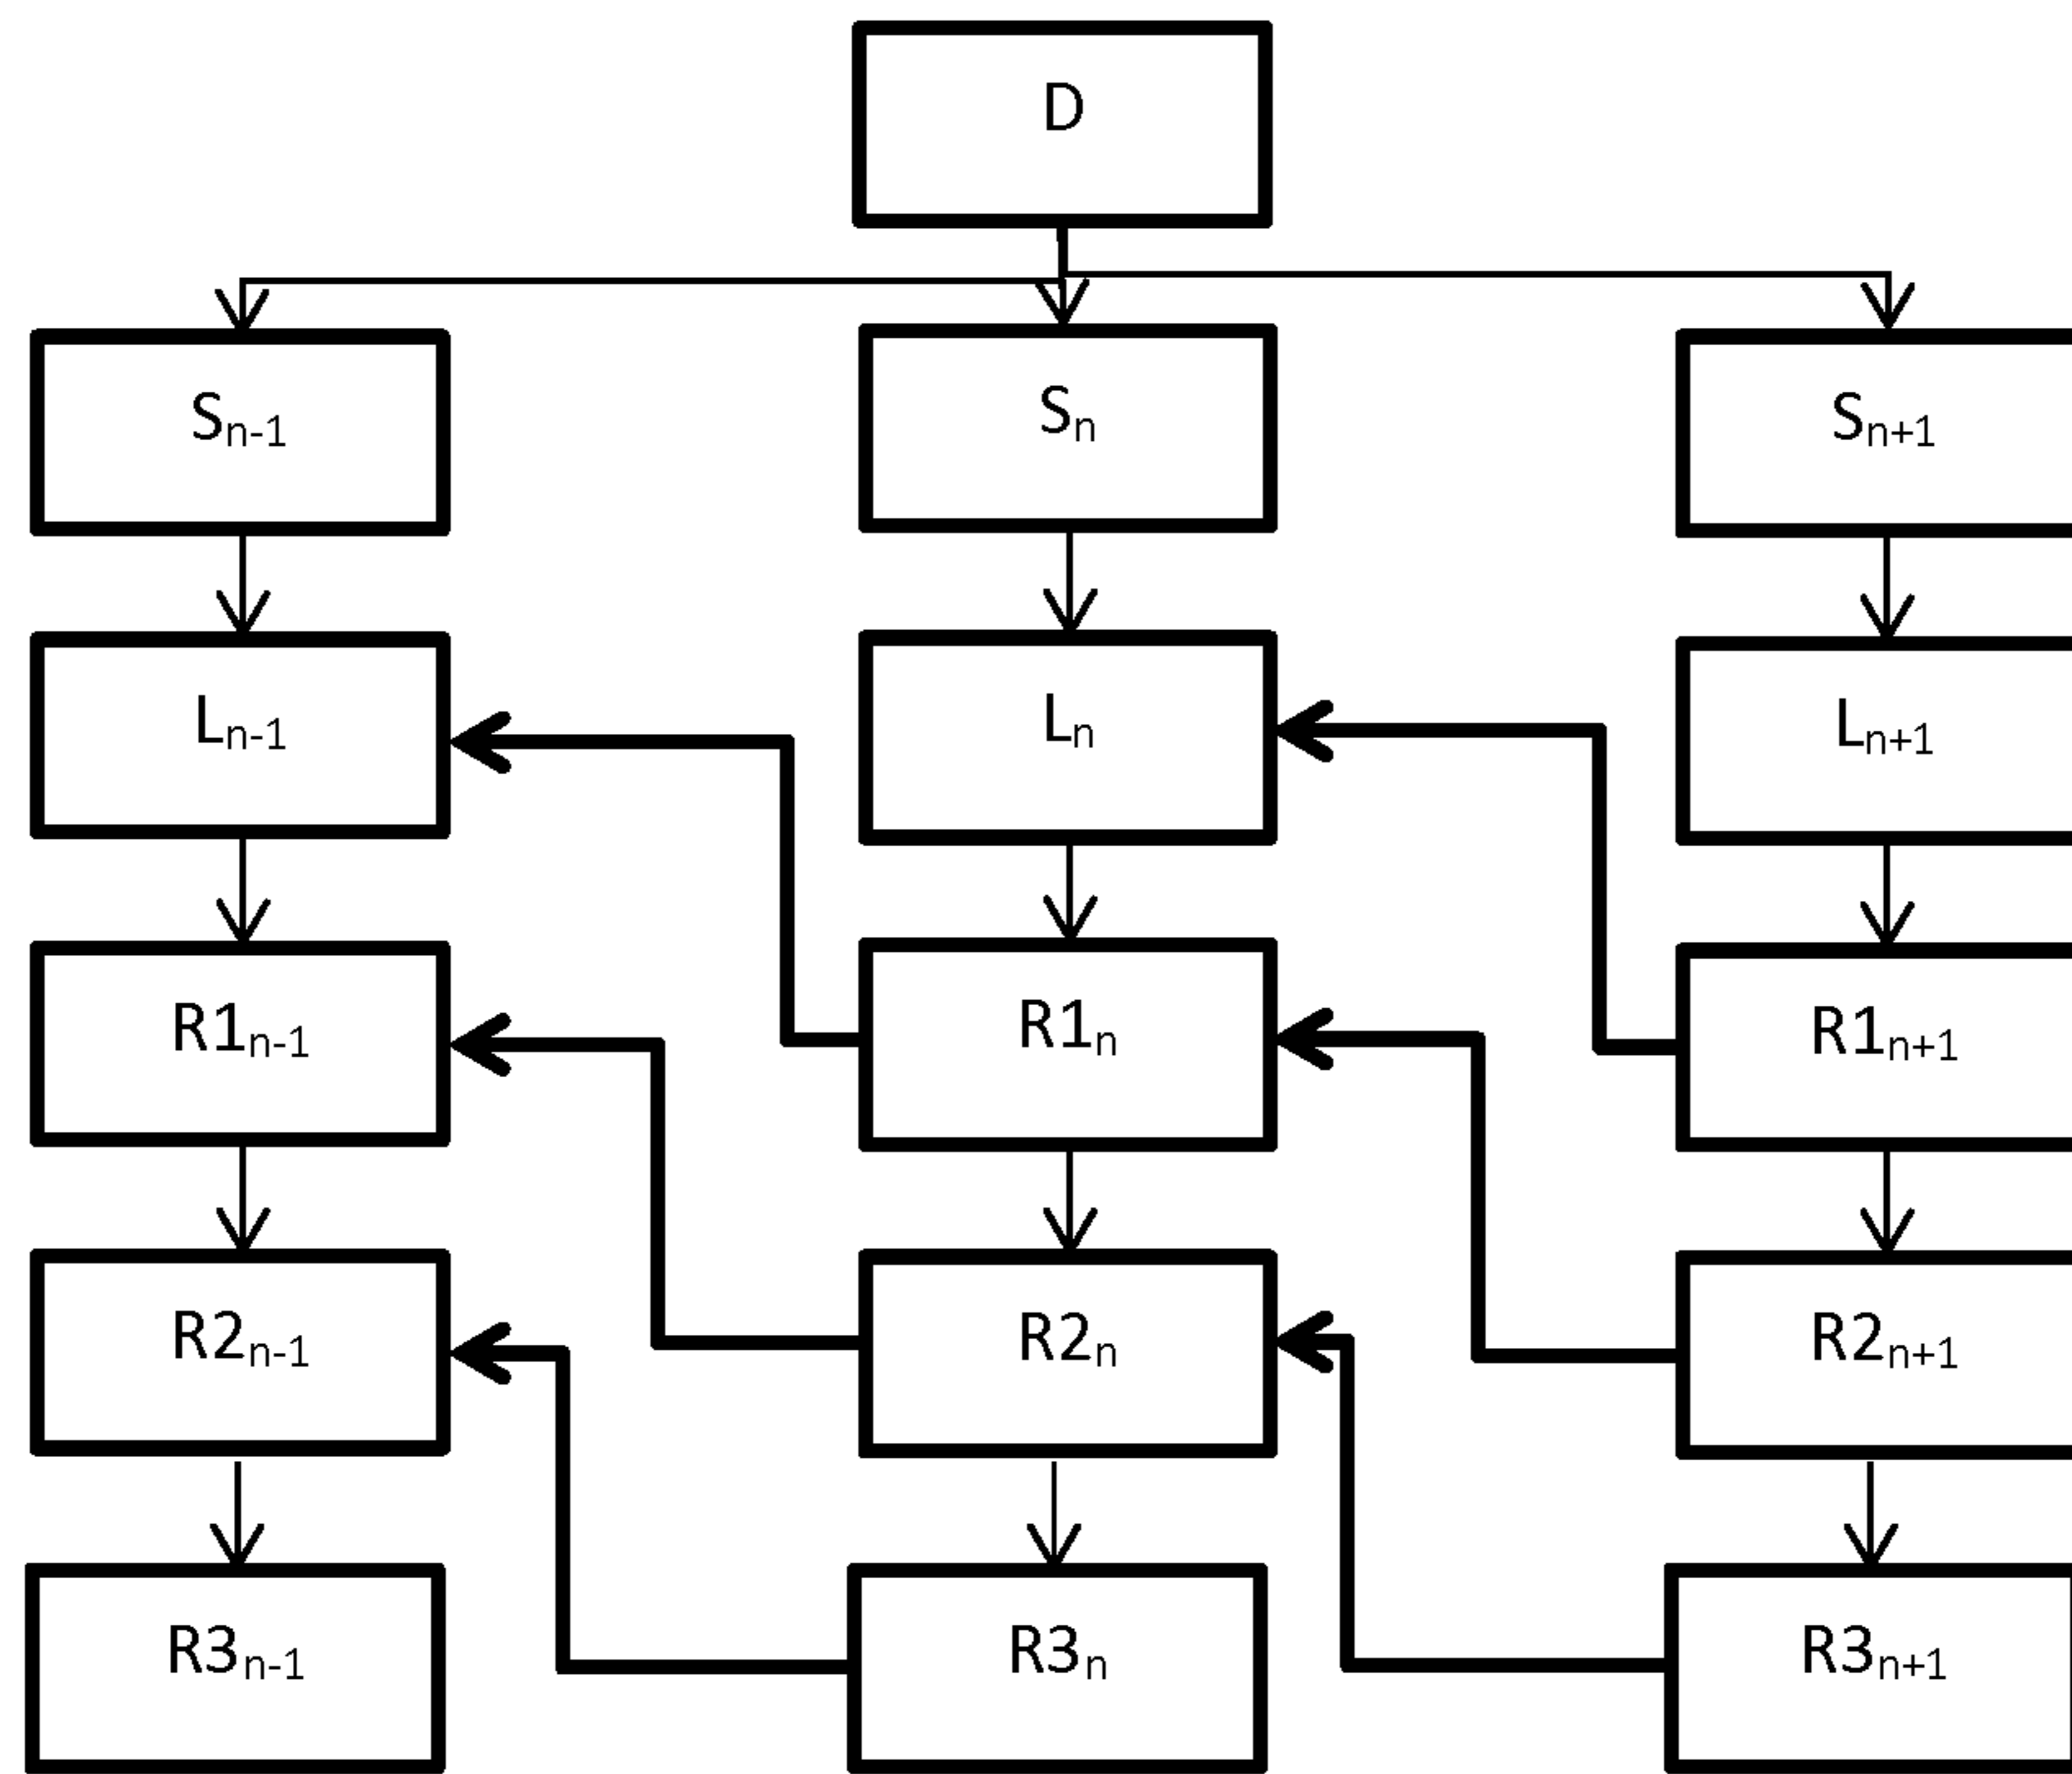 D
Sn-1
Sn
Sn+1
Ln-1
Ln
Ln+1
R1n-1
R1n
R1n+1
R2n-1
R2n
R2n+1
R3n-1
R3n
R3n+1